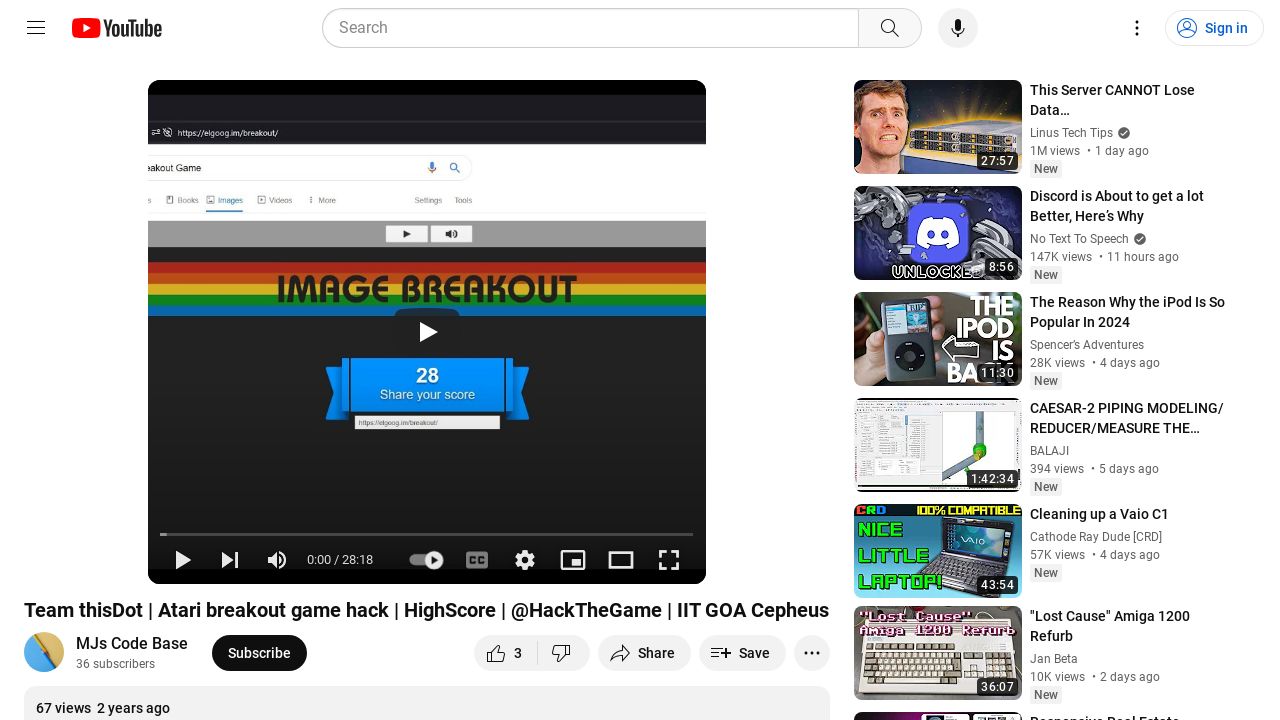 YouTube
Search
Sign in
https://elgoog.im/breakout/
eakout Game
s
Books
Images
Videos
More
Settings
Tools
IMAGE BREAKOUT
28
Share your score
https://elgoog.im/breakout/
0:00 / 28:18
CC
Team thisDot | Atari breakout game hack | HighScore | @HackTheGame | IIT GOA Cepheus
MJs Code Base
36 subscribers
Subscribe
3
Share
Save
67 views 2 years ago
27:57
This Server CANNOT Lose
Data…
Linus Tech Tips
1M views • 1 day ago
New
UNLOCKED
8:56
Discord is About to get a lot
Better, Here's Why
No Text To Speech
147K views • 11 hours ago
New
THE
IPOD
IS
BACK
11:30
The Reason Why the iPod Is So
Popular In 2024
Spencer's Adventures
28K views • 4 days ago
New
1:42:34
CAESAR-2 PIPING MODELING/
REDUCER/MEASURE THE…
BALAJI
394 views • 5 days ago
New
CRD 100% COMPATIBLE
NICE
LITTLE
LAPTOP!
VAIO
43:54
Cleaning up a Vaio C1
Cathode Ray Dude [CRD]
57K views • 4 days ago
New
"Lost Cause"
Amiga 1200 Refurb
36:07
"Lost Cause" Amiga 1200
Refurb
Jan Beta
10K views • 2 days ago
New
Responsive Real Estate